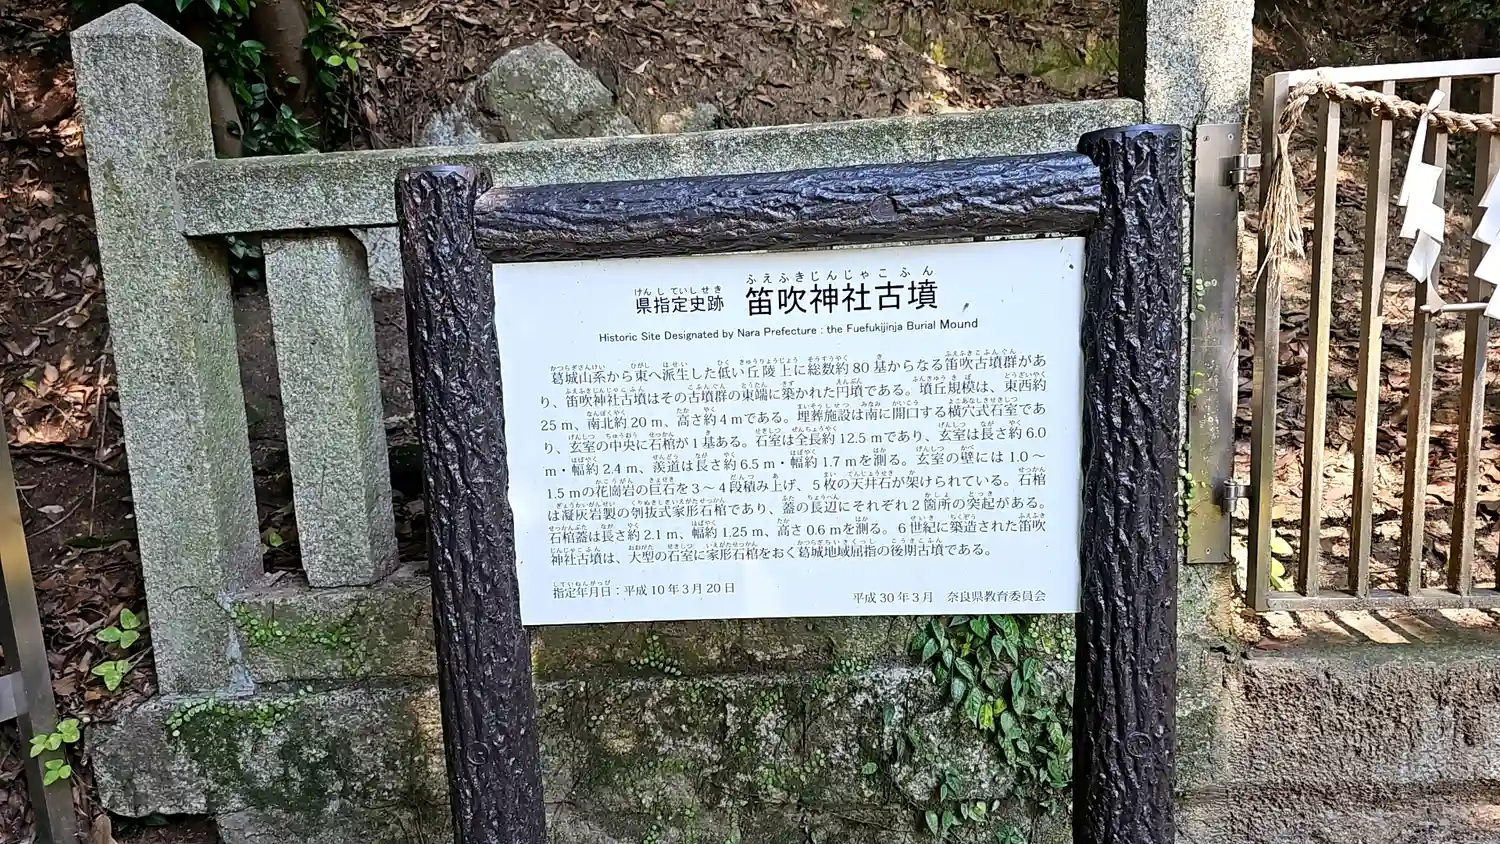 県指定史跡 笛吹神社古墳
Historic Site Designated by Nara Prefecture : the Fuefukijinja Burial Mound
葛城山系から東へ派生した低い丘陵上に総数約 80 基からなる笛吹古墳群があ
り、笛吹神社古墳はその古墳群の東端に築かれた円墳である。墳丘規模は、東西約
25 m、南北約 20 m、高さ約 4 mである。埋葬施設は南に開口する横穴式石室であ
り、玄室の中央に石棺が 1 基ある。石室は全長約 12.5 mであり、玄室は長さ約 6.0
m・幅約 2.4 m、羨道は長さ約 6.5 m・幅約 1.7 mを測る。玄室の壁には 1.0～
1.5 mの花崗岩の巨石を３～４段積み上げ、５枚の天井石が架けられている。石棺
は凝灰岩製の刳抜式家形石棺であり、蓋の長辺にそれぞれ２箇所の突起がある。
石棺蓋は長さ約 2.1 m、幅約 1.25 m、高さ 0.6 mを測る。６世紀に築造された笛吹
神社古墳は、大型の石室に家形石棺をおく葛城地域屈指の後期古墳である。
指定年月日：平成 10 年３月 20 日
平成 30 年３月 奈良県教育委員会